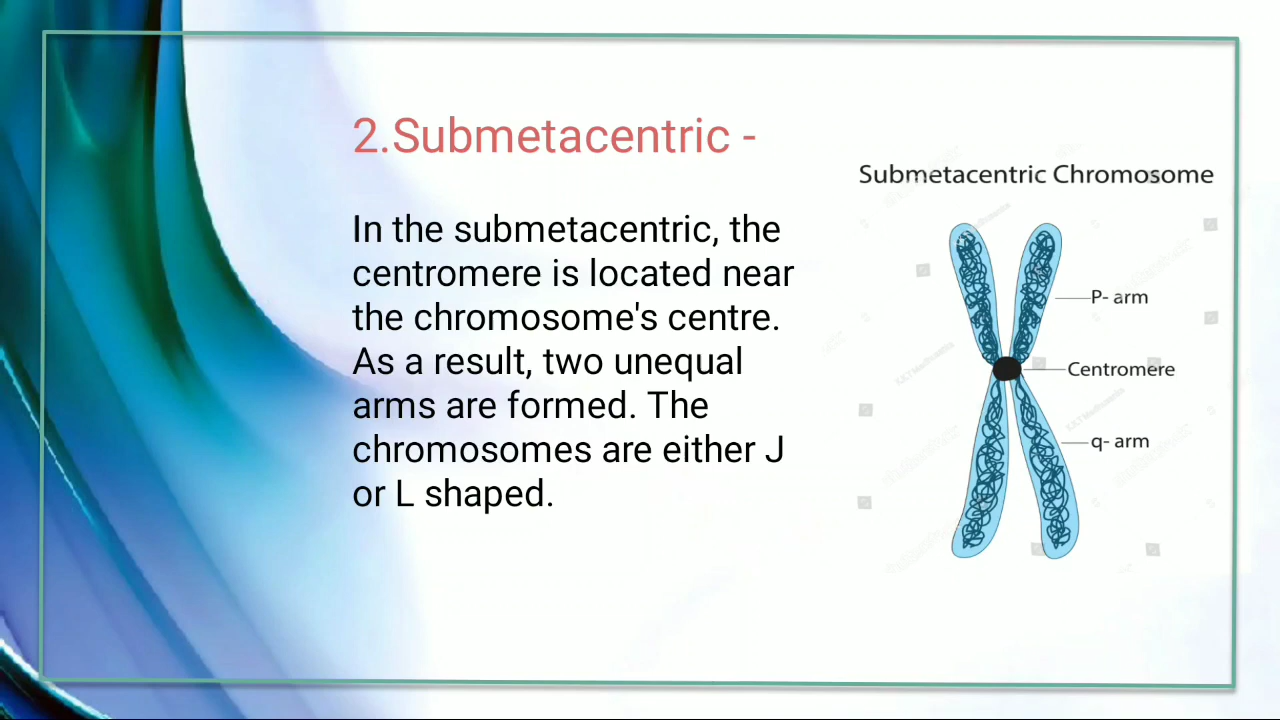 2.Submetacentric -
In the submetacentric, the
centromere is located near
the chromosome's centre.
As a result, two unequal
arms are formed. The
chromosomes are either J
or L shaped.
Submetacentric Chromosome
P- arm
Centromere
q- arm